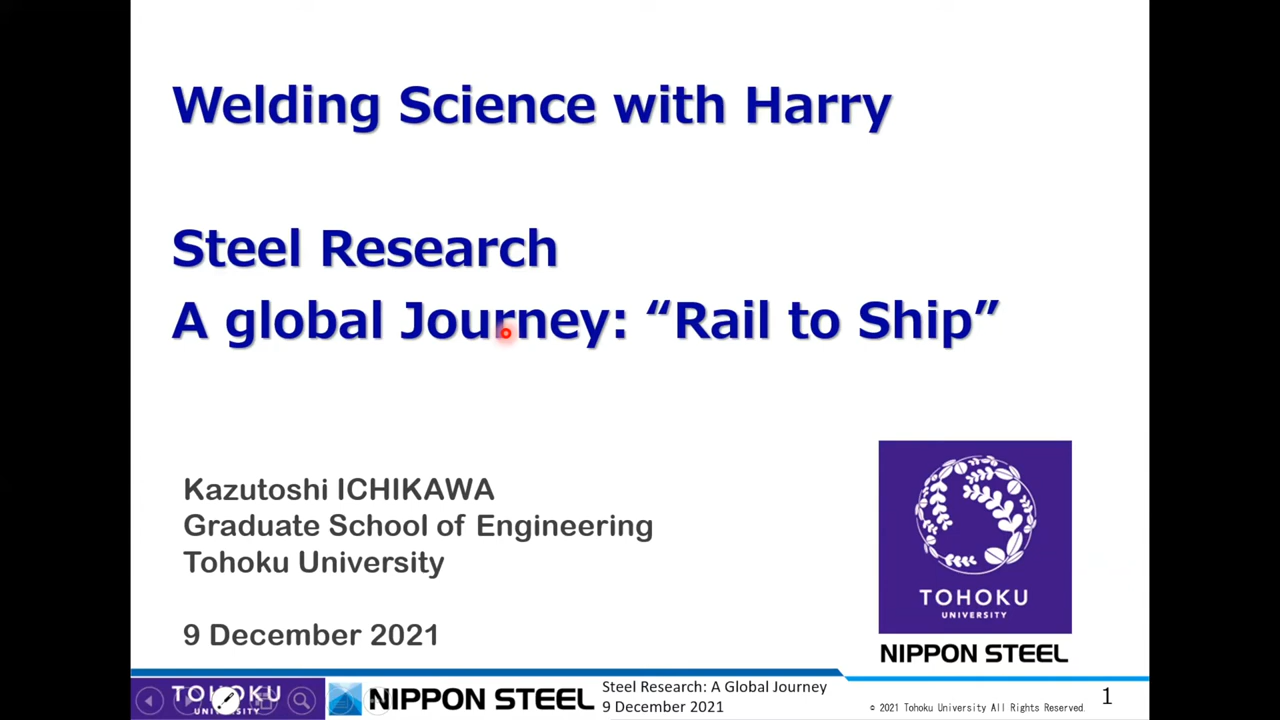 Welding Science with Harry
Steel Research
A global Journey: “Rail to Ship”
Kazutoshi ICHIKAWA
Graduate School of Engineering
Tohoku University
9 December 2021
TOHOKU
UNIVERSITY
NIPPON STEEL
TOHOKU
UNIVERSITY
NIPPON STEEL
Steel Research: A Global Journey
9 December 2021
© 2021 Tohoku University All Rights Reserved.
1